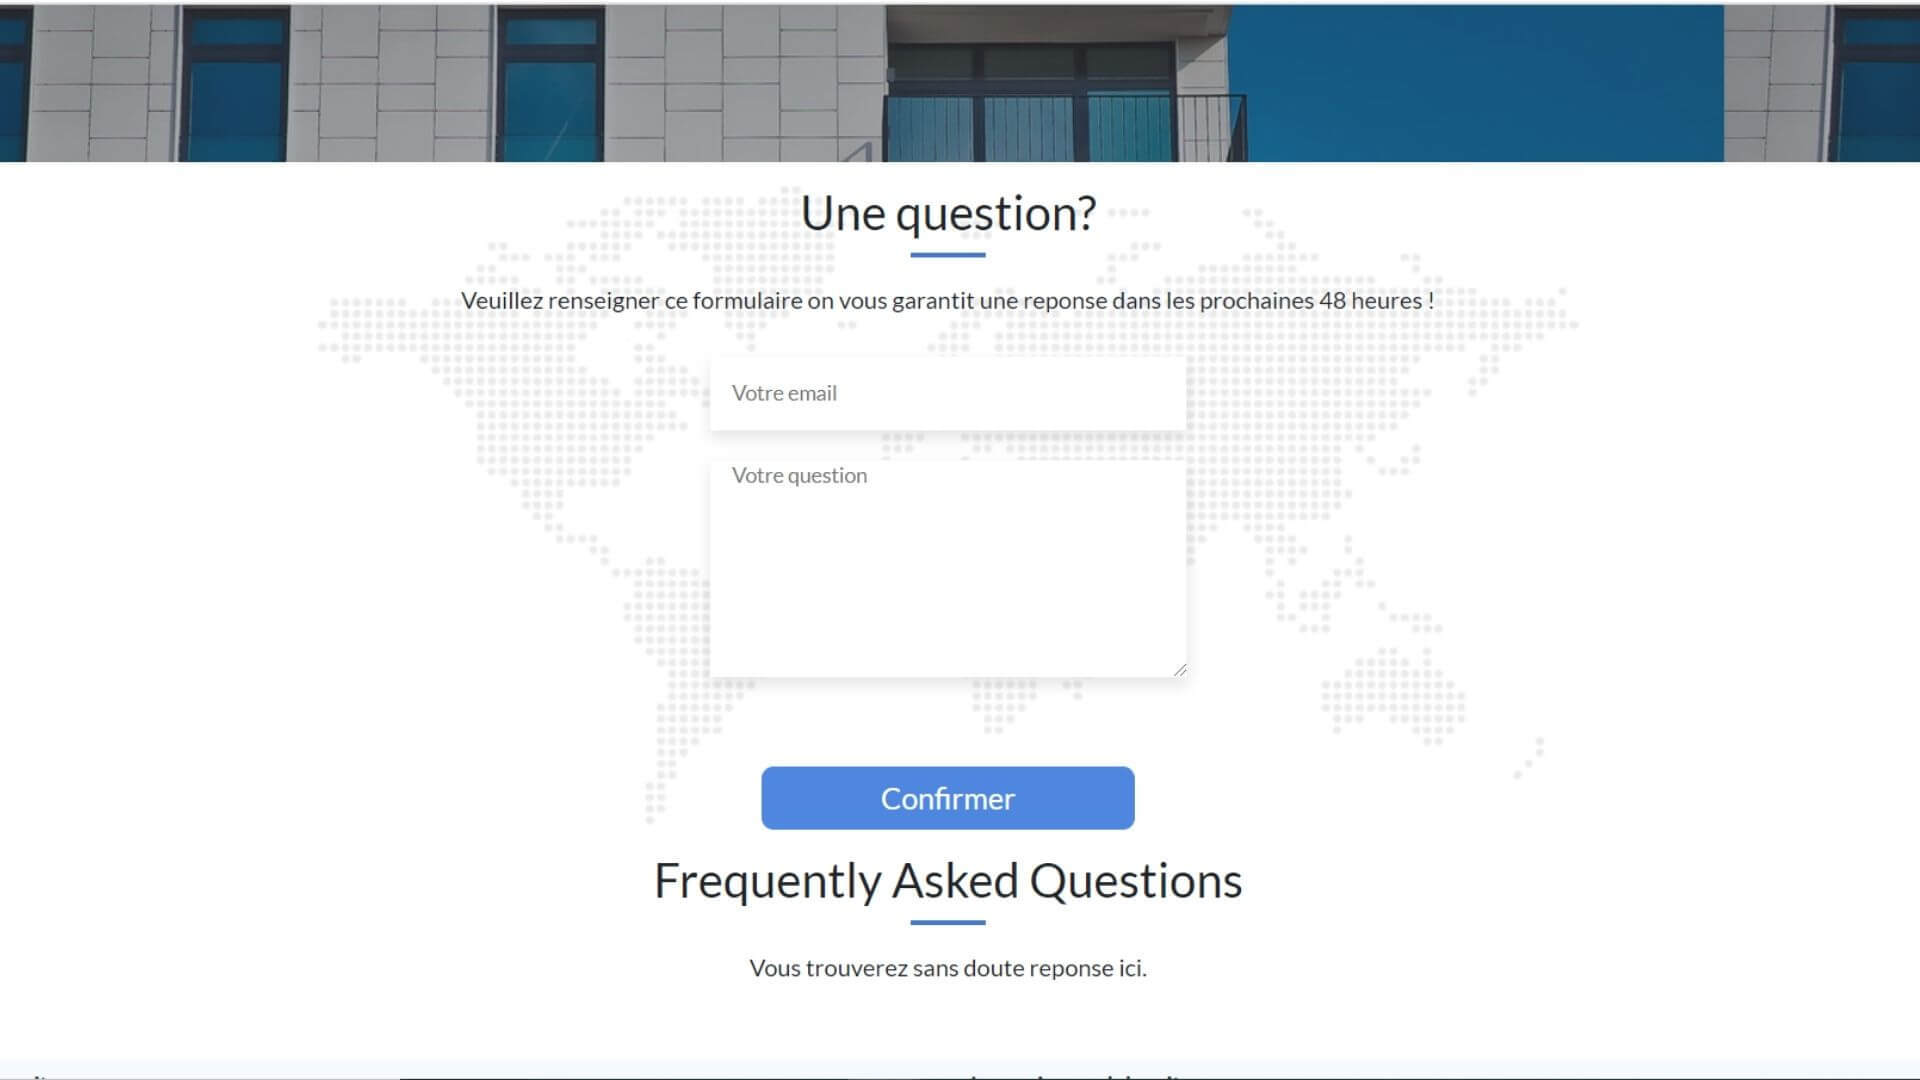 Une question?
Veuillez renseigner ce formulaire on vous garantit une reponse dans les prochaines 48 heures !
Votre email
Votre question
Confirmer
Frequently Asked Questions
Vous trouverez sans doute reponse ici.